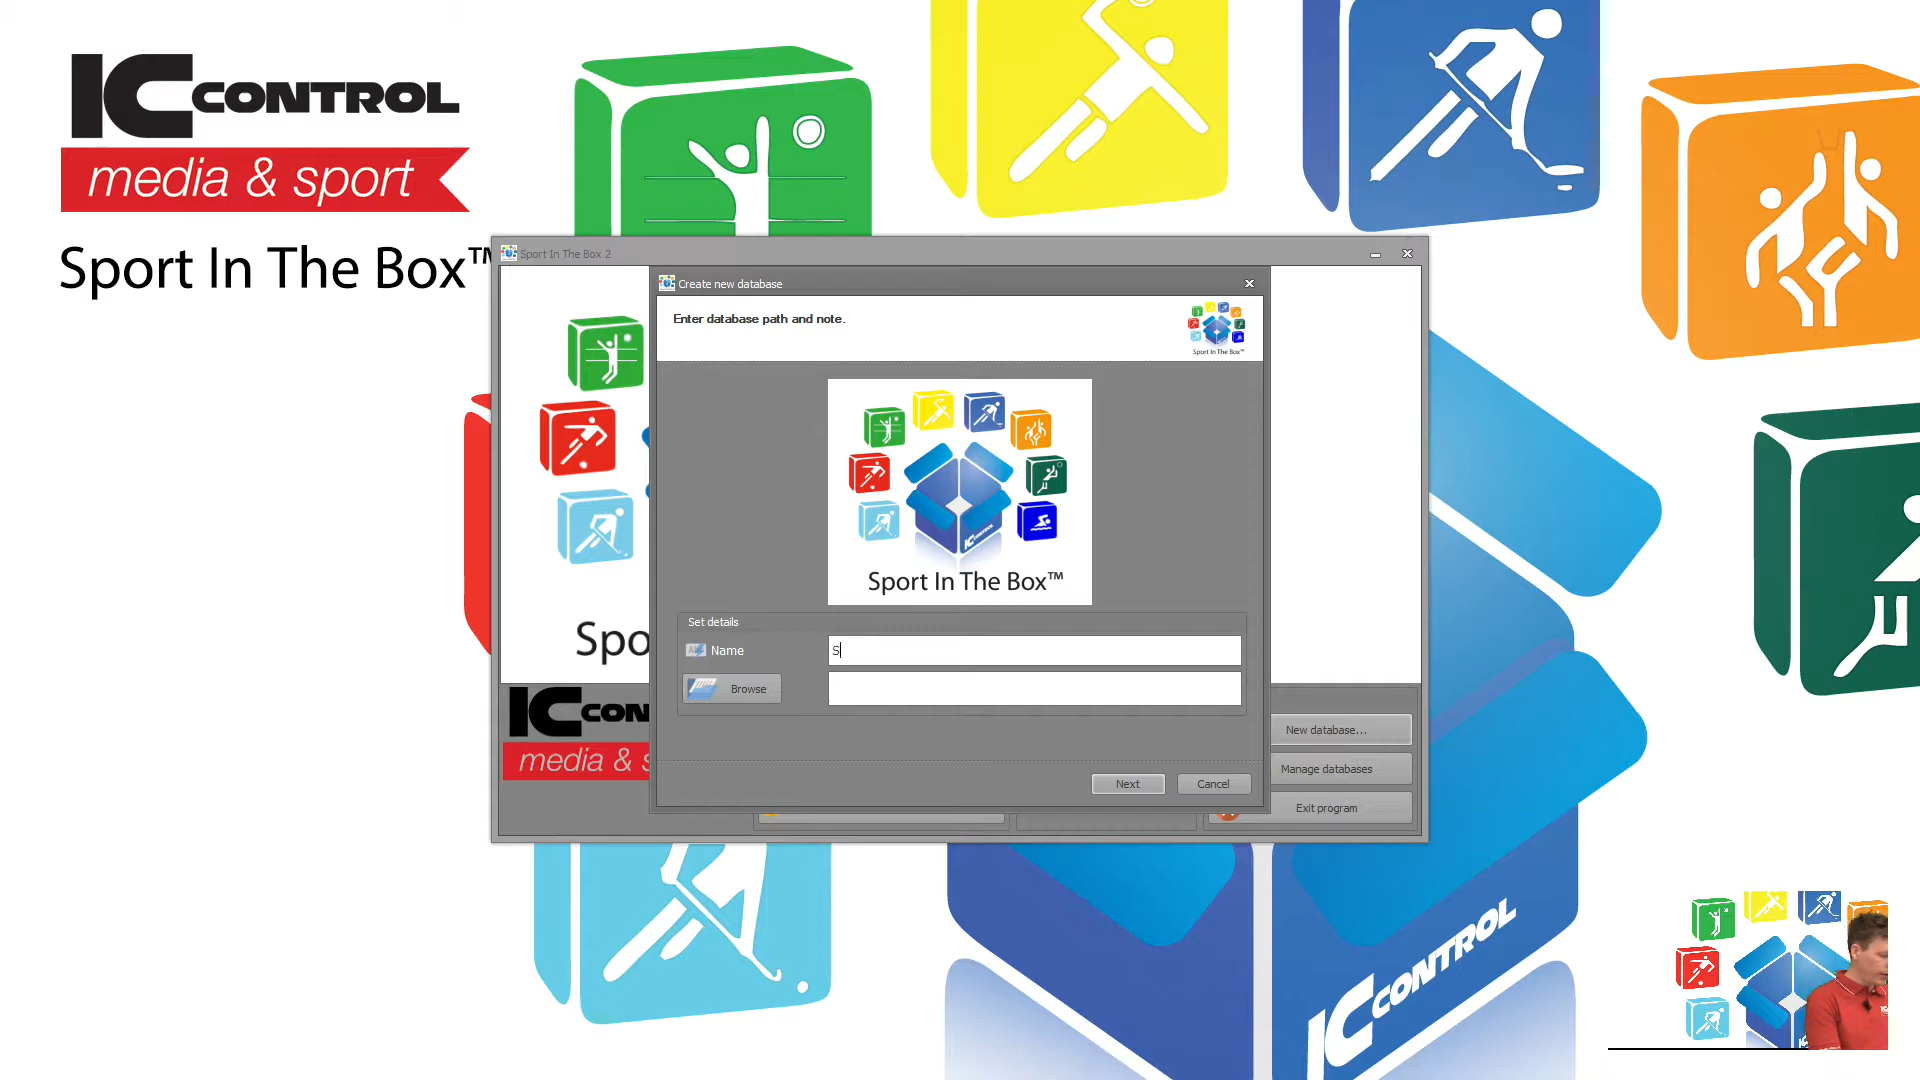 IC CONTROL
media & sport
Sport In The Box™
Sport In The Box 2
Create new database
Enter database path and note.
Sport In The Box™
IC CONTROL
Sport In The Box™
Set details
Name
S
Browse
Next
Cancel
Spo
IC CON
media & s
New database...
Manage databases
Exit program
IC CONTROL